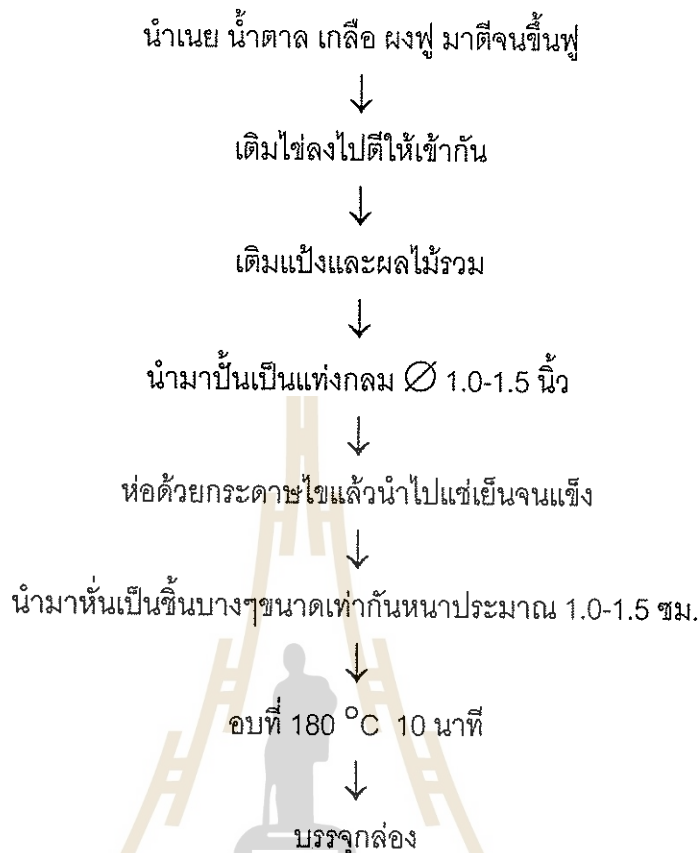 นำเนย น้ำตาล เกลือ ผงฟู มาตีจนขึ้นฟู
↓
เติมไข่ลงไปตีให้เข้ากัน
↓
เติมแป้งและผลไม้รวม
↓
นำมาปั้นเป็นแท่งกลม ∅ 1.0-1.5 นิ้ว
↓
ห่อด้วยกระดาษไขแล้วนำไปแช่เย็นจนแข็ง
↓
นำมาหั่นเป็นชิ้นบางๆขนาดเท่ากันหนาประมาณ 1.0-1.5 ซม.
↓
อบที่ 180 °C 10 นาที
↓
บรรจุกล่อง